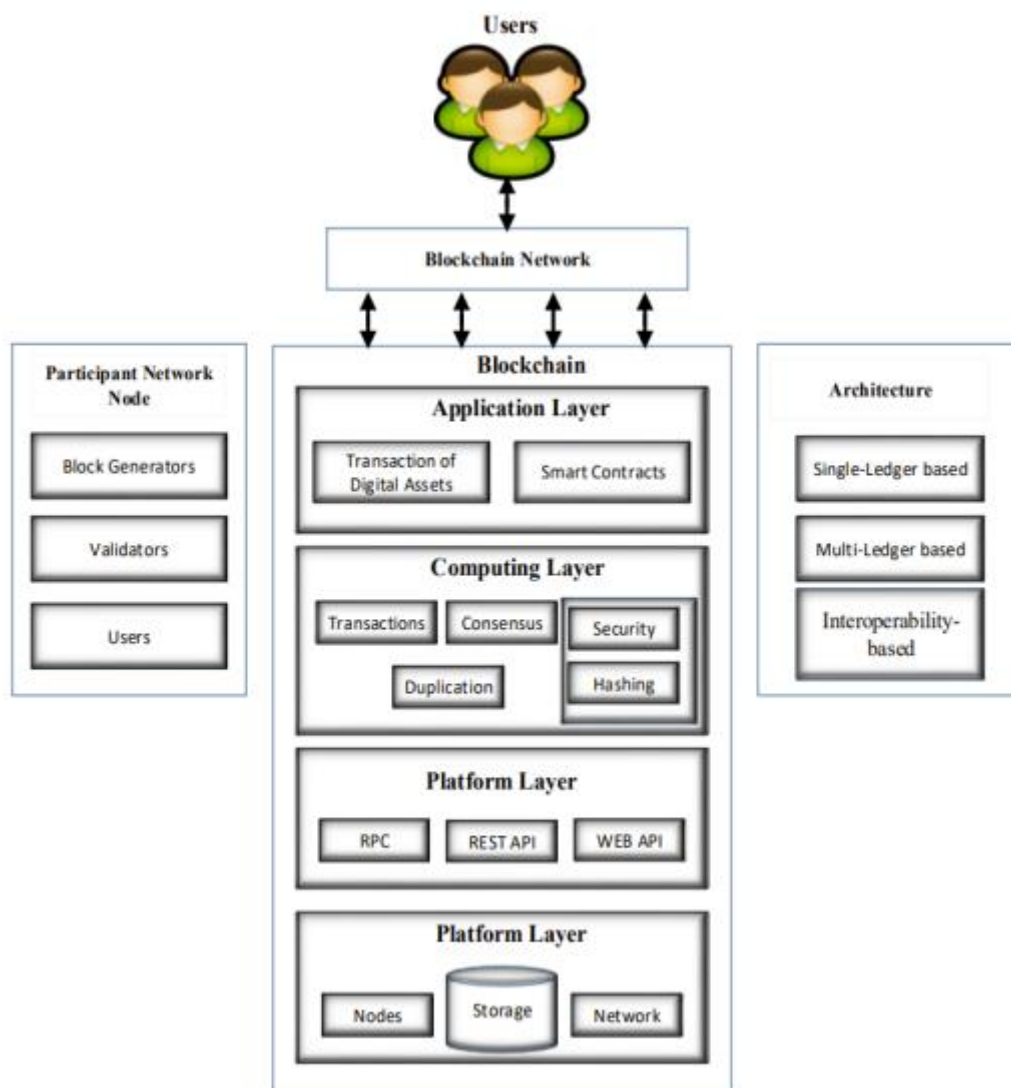 Users
Blockchain Network
Participant Network
Node
Block Generators
Validators
Users
Blockchain
Application Layer
Transaction of
Digital Assets
Smart Contracts
Computing Layer
Transactions
Consensus
Security
Duplication
Hashing
Platform Layer
RPC
REST API
WEB API
Platform Layer
Nodes
Storage
Network
Architecture
Single-Ledger based
Multi-Ledger based
Interoperability-
based